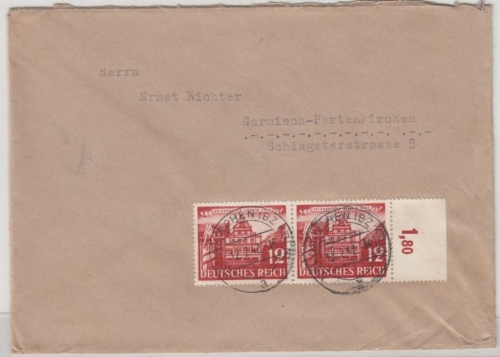 Herrn
Ernst Richter
Garmisch-Partenkirchen
Schlageterstrasse 8
12 12
DEUTSCHES REICH DEUTSCHES REICH
1,80